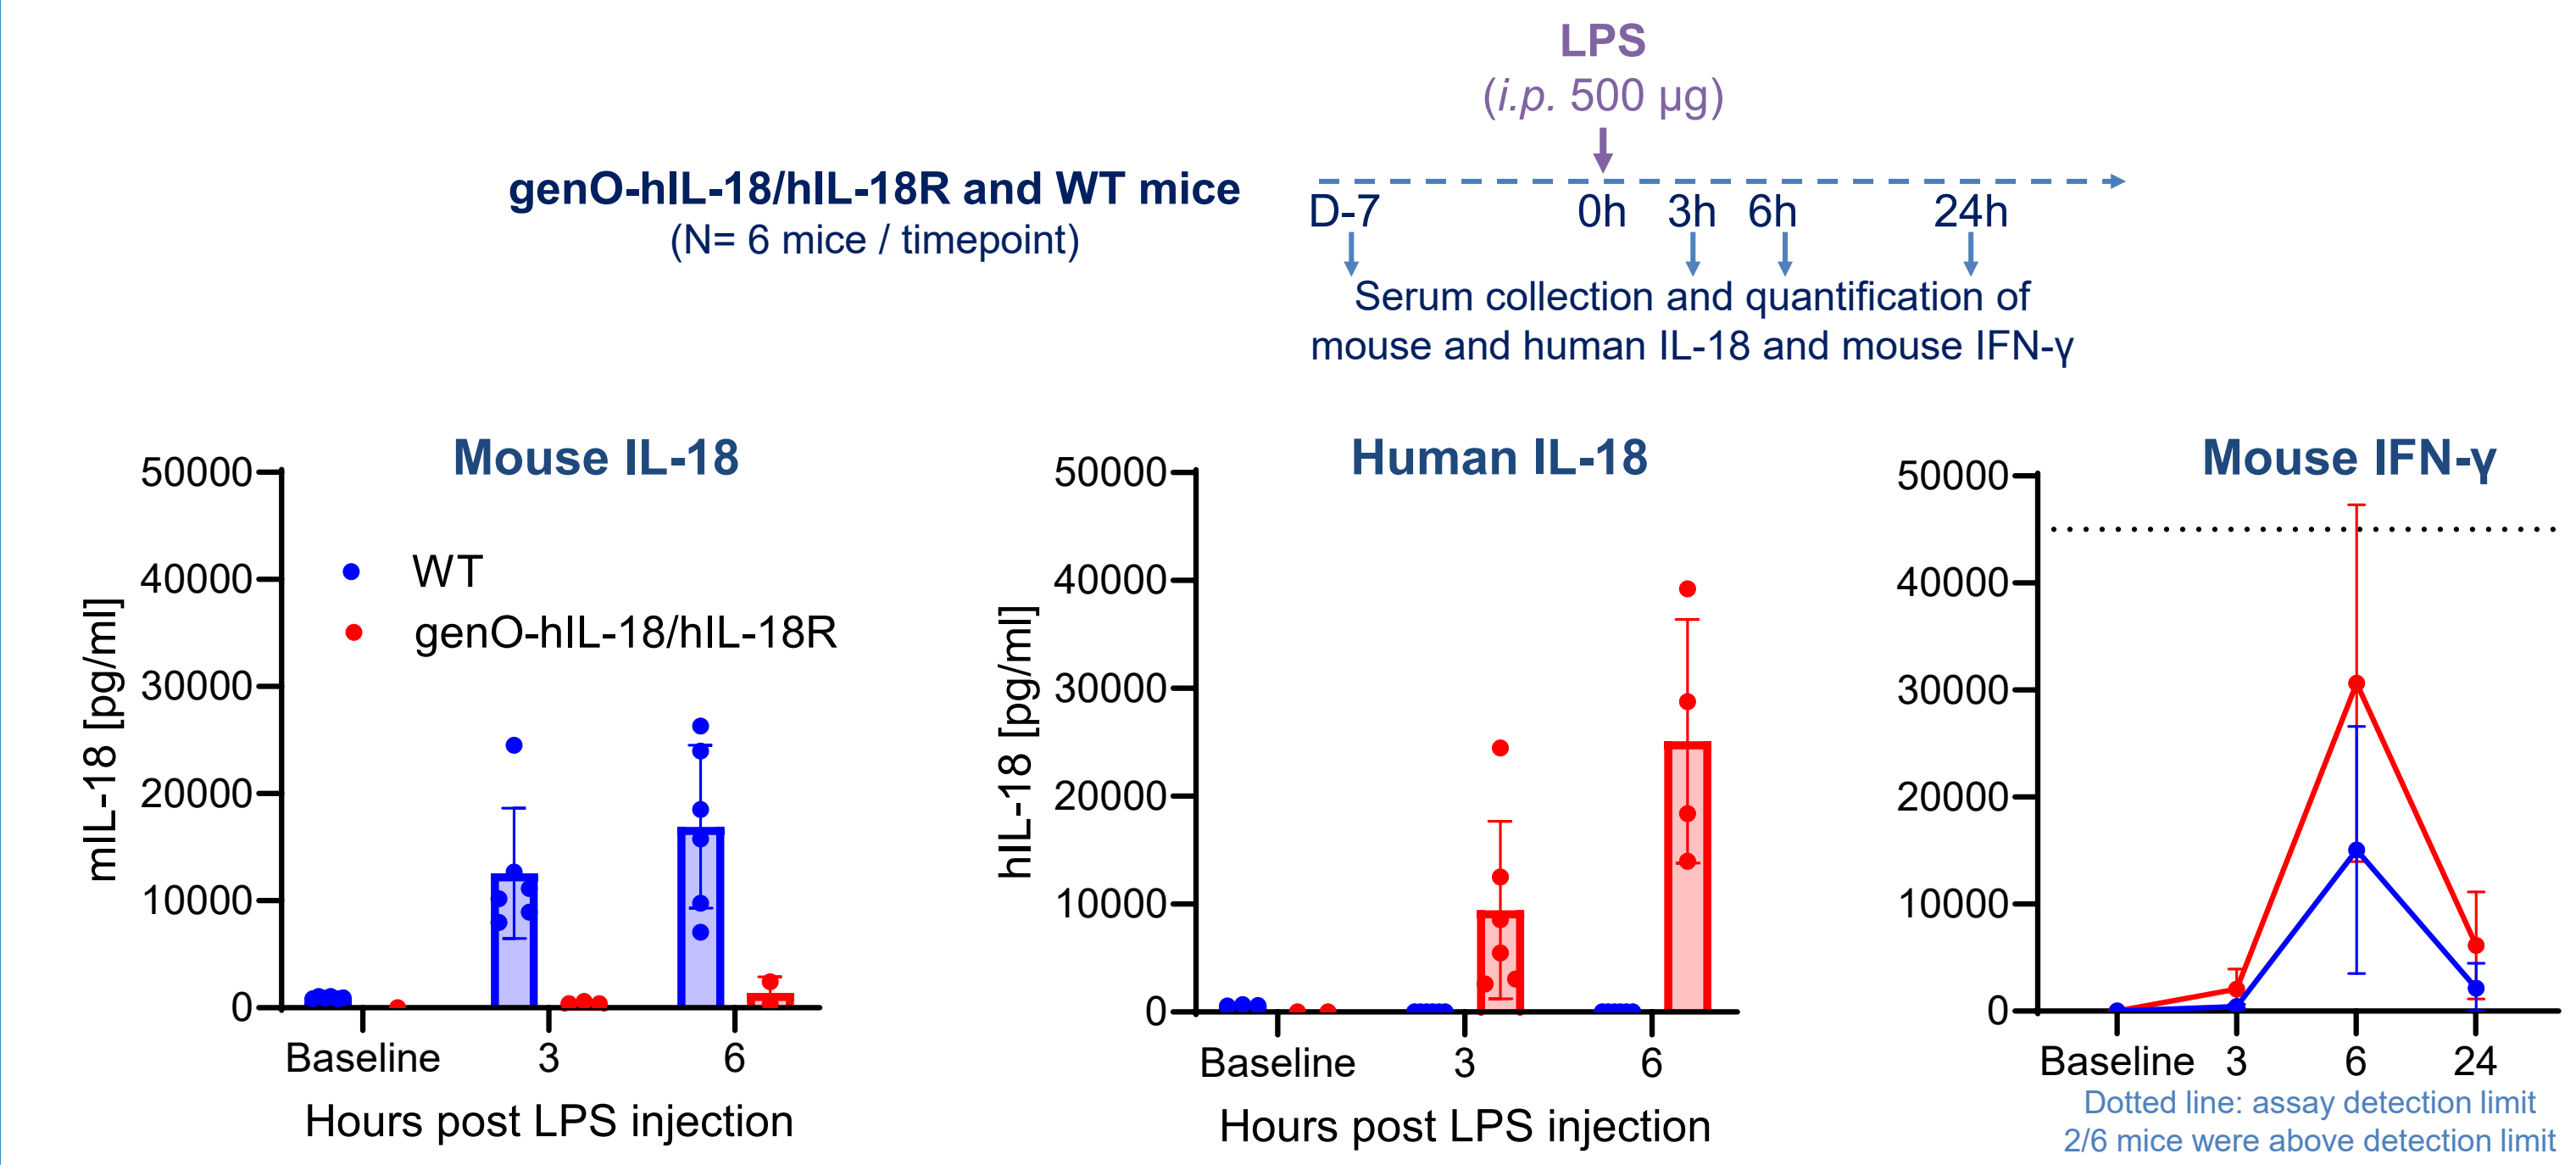 LPS
(i.p. 500 µg)
genO-hIL-18/hIL-18R and WT mice
(N= 6 mice / timepoint)
D-7 0h 3h 6h 24h
Serum collection and quantification of
mouse and human IL-18 and mouse IFN-γ
Mouse IL-18
50000
40000
30000
20000
10000
0
mIL-18 [pg/ml]
WT
genO-hIL-18/hIL-18R
Baseline 3 6
Hours post LPS injection
Human IL-18
50000
40000
30000
20000
10000
0
hIL-18 [pg/ml]
Baseline 3 6
Hours post LPS injection
Mouse IFN-γ
50000
40000
30000
20000
10000
0
Baseline 3 6 24
Dotted line: assay detection limit
2/6 mice were above detection limit